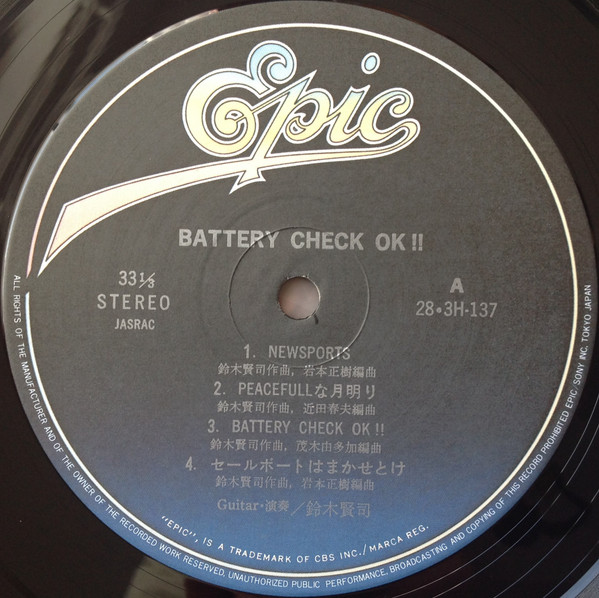 Epic
BATTERY CHECK OK!!
33⅓
STEREO
JASRAC
A
28・3H-137
1. NEWSPORTS
鈴木賢司作曲, 岩本正樹編曲
2. PEACEFULLな月明り
鈴木賢司作曲, 近田春夫編曲
3. BATTERY CHECK OK!!
鈴木賢司作曲, 茂木由多加編曲
4. セールボートはまかせとけ
鈴木賢司作曲, 岩本正樹編曲
Guitar・演奏/鈴木賢司
"EPIC", IS A TRADEMARK OF CBS INC./MARCA REG.
ALL RIGHTS OF THE MANUFACTURER AND OF THE OWNER OF THE RECORDED WORK RESERVED, UNAUTHORIZED PUBLIC PERFORMANCE, BROADCASTING AND COPYING OF THIS RECORD PROHIBITED EPIC/SONY INC. TOKYO JAPAN